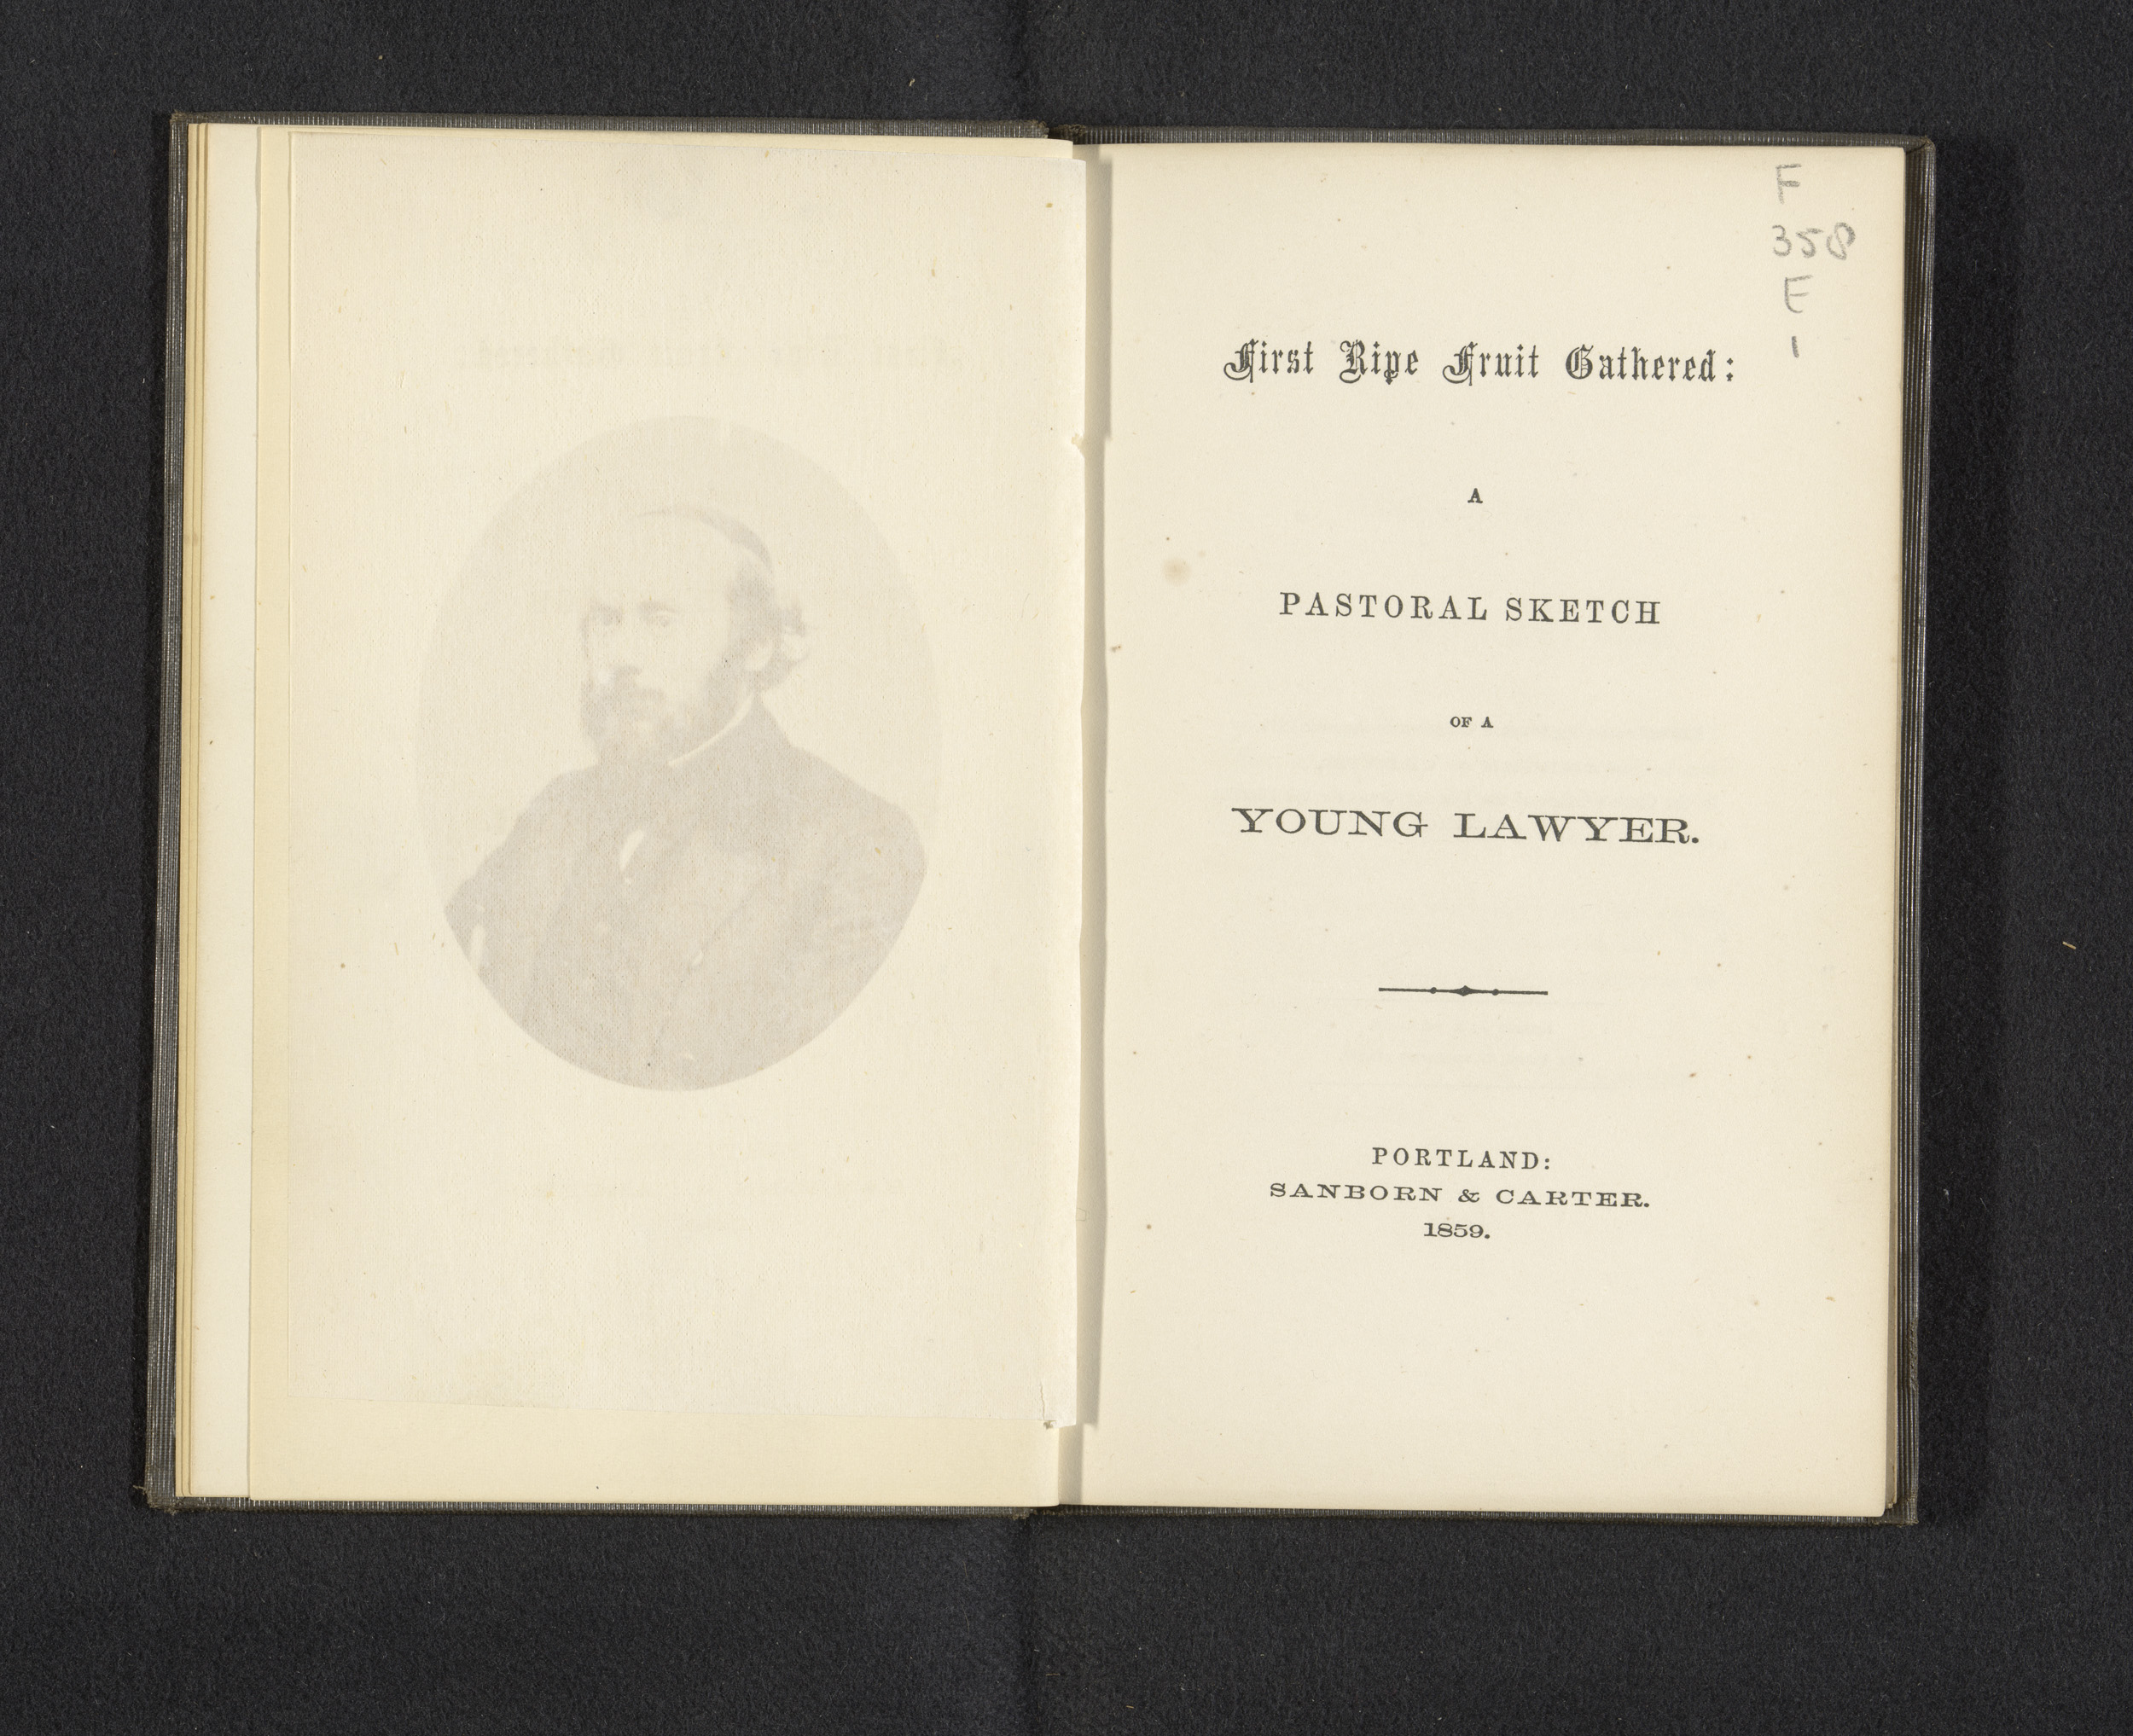 F
358
E
1
First Ripe Fruit Gathered:
A
PASTORAL SKETCH
OF A
YOUNG LAWYER.
PORTLAND:
SANBORN & CARTER.
1859.